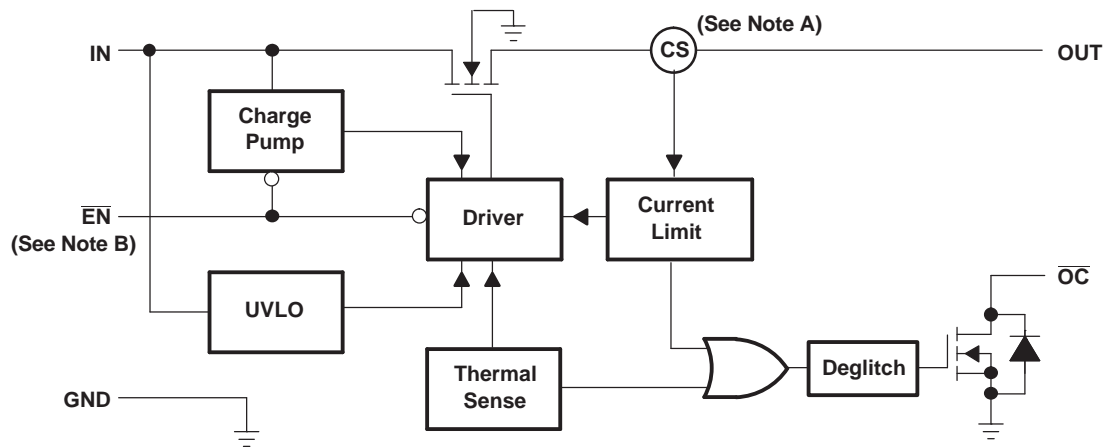 (See Note A)
IN
CS
OUT
Charge
Pump
EN
(See Note B)
Driver
Current
Limit
OC
UVLO
Thermal
Sense
Deglitch
GND